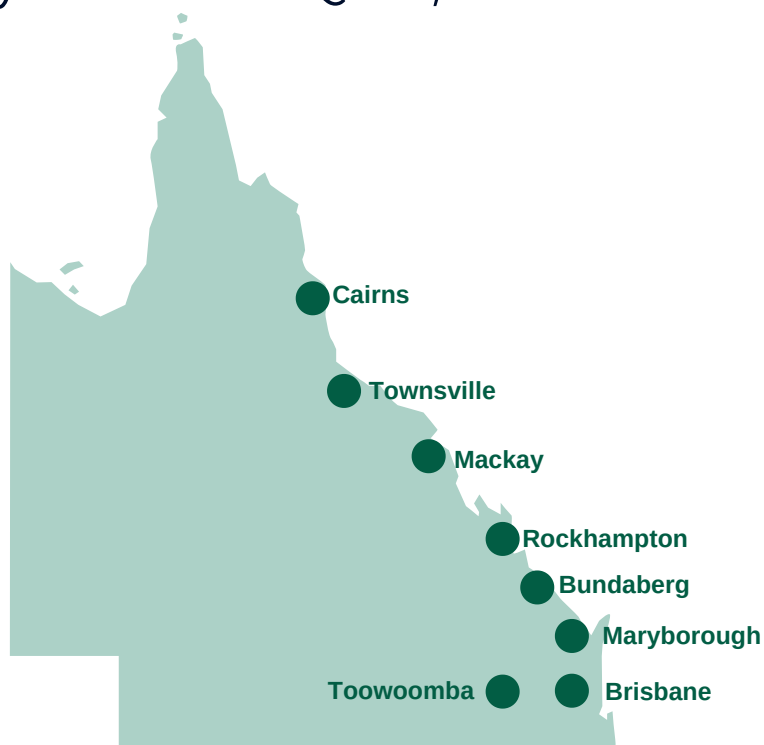 Cairns
Townsville
Mackay
Rockhampton
Bundaberg
Maryborough
Toowoomba
Brisbane